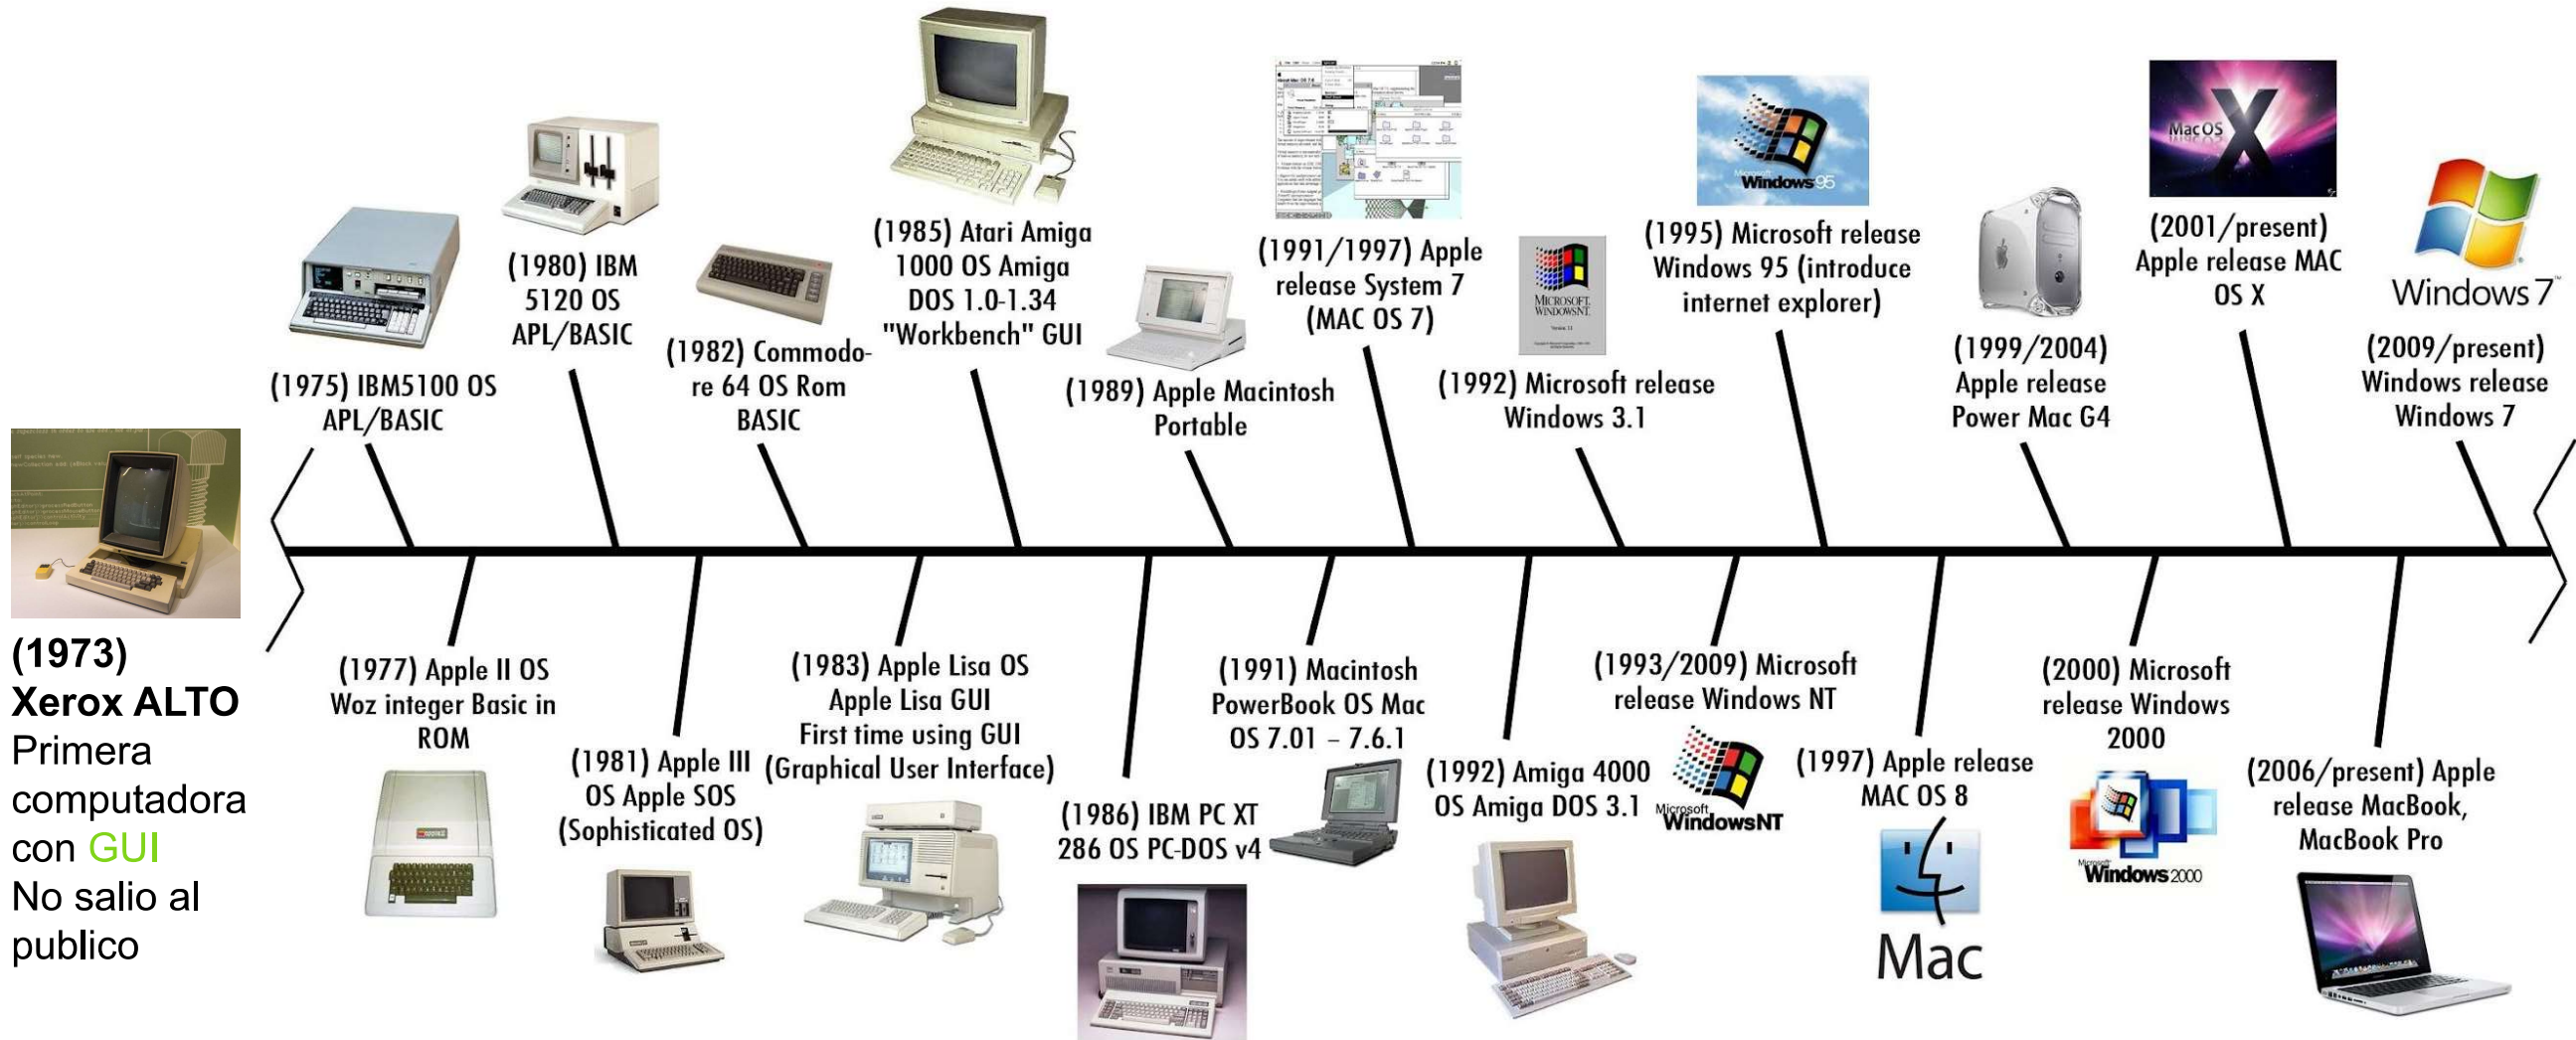 (1973)
Xerox ALTO
Primera
computadora
con GUI
No salio al
publico
(1975) IBM5100 OS
APL/BASIC
(1977) Apple II OS
Woz integer Basic in
ROM
(1980) IBM
5120 OS
APL/BASIC
(1981) Apple III
OS Apple SOS
(Sophisticated OS)
(1982) Commodo-
re 64 OS Rom
BASIC
(1983) Apple Lisa OS
Apple Lisa GUI
First time using GUI
(Graphical User Interface)
(1985) Atari Amiga
1000 OS Amiga
DOS 1.0-1.34
"Workbench" GUI
(1986) IBM PC XT
286 OS PC-DOS v4
(1989) Apple Macintosh
Portable
(1991) Macintosh
PowerBook OS Mac
OS 7.01 – 7.6.1
(1991/1997) Apple
release System 7
(MAC OS 7)
(1992) Amiga 4000
OS Amiga DOS 3.1
MICROSOFT.
WINDOWSNT.
(1992) Microsoft release
Windows 3.1
(1993/2009) Microsoft
release Windows NT
Microsoft
WindowsNT
Microsoft
Windows 95
(1995) Microsoft release
Windows 95 (introduce
internet explorer)
(1997) Apple release
MAC OS 8
Mac
(1999/2004)
Apple release
Power Mac G4
(2000) Microsoft
release Windows
2000
Microsoft
Windows 2000
Mac OS X
(2001/present)
Apple release MAC
OS X
(2006/present) Apple
release MacBook,
MacBook Pro
Windows 7™
(2009/present)
Windows release
Windows 7